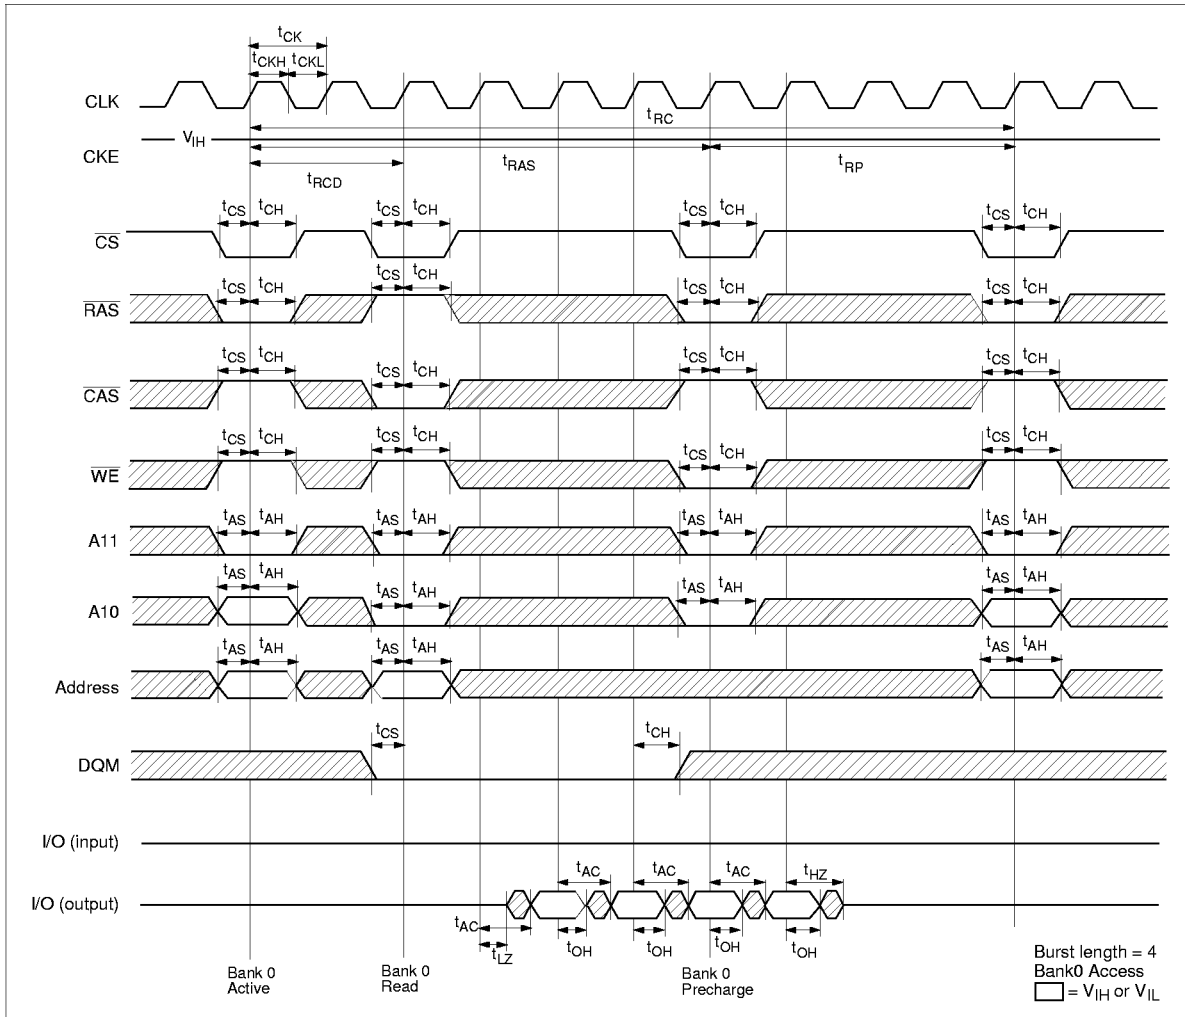 tCK
tCKH tCKL
CLK
tRC
VIH
CKE
tRAS tRP
tRCD
tCS tCH tCS tCH tCS tCH tCS tCH
CS
tCS tCH tCS tCH tCS tCH tCS tCH
RAS
tCS tCH tCS tCH tCS tCH tCS tCH
CAS
tCS tCH tCS tCH tCS tCH tCS tCH
WE
tAS tAH tAS tAH tAS tAH tAS tAH
A11
tAS tAH tAS tAH tAS tAH tAS tAH
A10
tAS tAH tAS tAH tAS tAH
Address
tCS tCH
DQM
I/O (input)
tAC tAC tAC tHZ
I/O (output)
tAC
tLZ tOH tOH tOH tOH
Bank 0
Active
Bank 0
Read
Bank 0
Precharge
Burst length = 4
Bank0 Access
= VIH or VIL